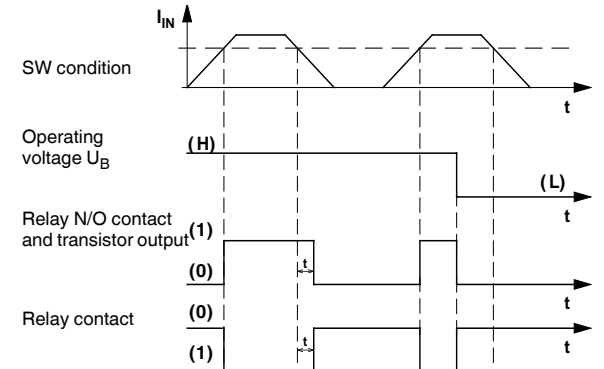 I_IN
SW condition
t
Operating
voltage U_B
(H)
(L)
t
Relay N/O contact
and transistor output
(1)
(0)
t
t
Relay contact
(0)
(1)
t
t